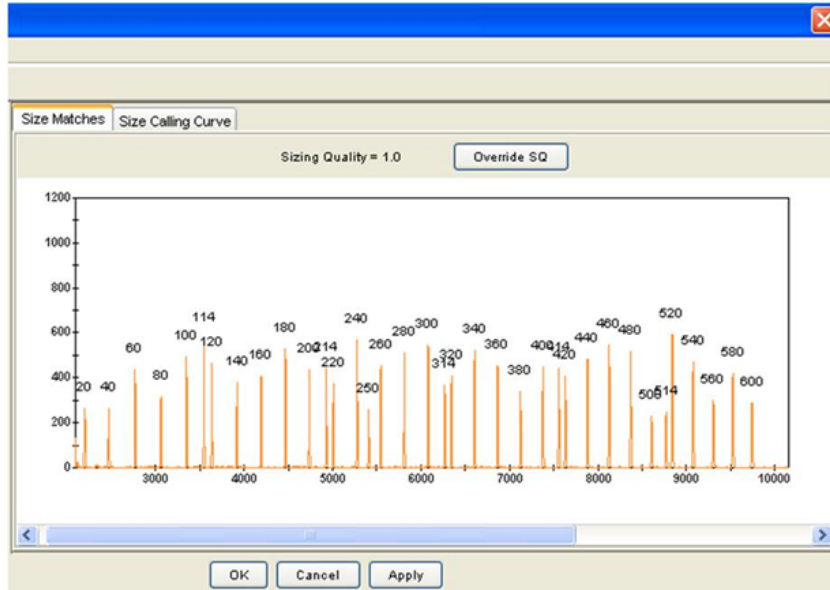 Size Matches Size Calling Curve
Sizing Quality = 1.0 Override SQ
1200
1000
800
600
400
200
0
20 40 60 80 100 114 120 140 160 180 200 214 220 240 250 260 280 300 314 320 340 360 380 400 414 420 440 460 480 500 514 520 540 560 580 600
3000 4000 5000 6000 7000 8000 9000 10000
OK Cancel Apply